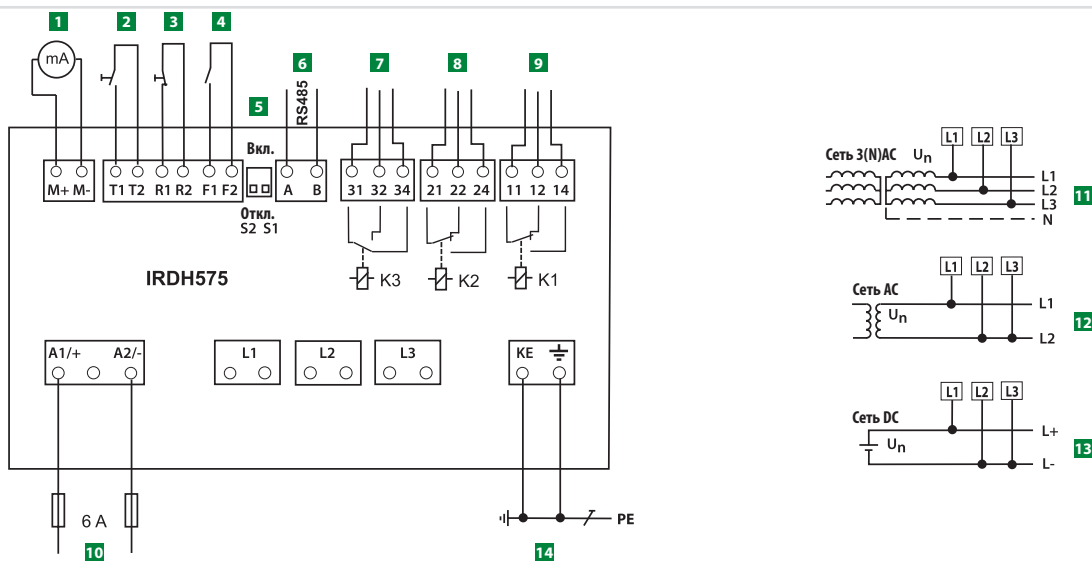 1 2 3 4
mA
5 6 7 8 9
RS485
Вкл.
M+ M- T1 T2 R1 R2 F1 F2 A B 31 32 34 21 22 24 11 12 14
Откл.
S2 S1
IRDH575
K3 K2 K1
A1/+ A2/- L1 L2 L3 KE
6 A
10
PE
14
L1 L2 L3
Сеть 3(N)AC Un
L1
L2
L3
N
11
L1 L2 L3
Сеть AC
Un
L1
L2
12
L1 L2 L3
Сеть DC
Un
L+
L-
13